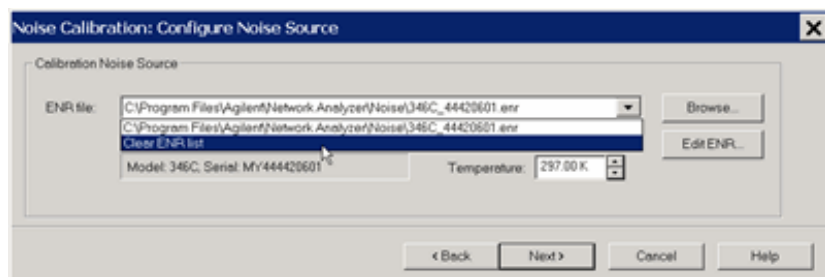 Noise Calibration: Configure Noise Source
Calibration Noise Source
ENR file: C:\Program Files\Agilent\Network Analyzer\Noise\346C_44420601.enr Browse...
C:\Program Files\Agilent\Network Analyzer\Noise\346C_44420601.enr
Clear ENR list Edit ENR...
Model: 346C, Serial: MY444420601 Temperature: 297.00 K
< Back Next > Cancel Help